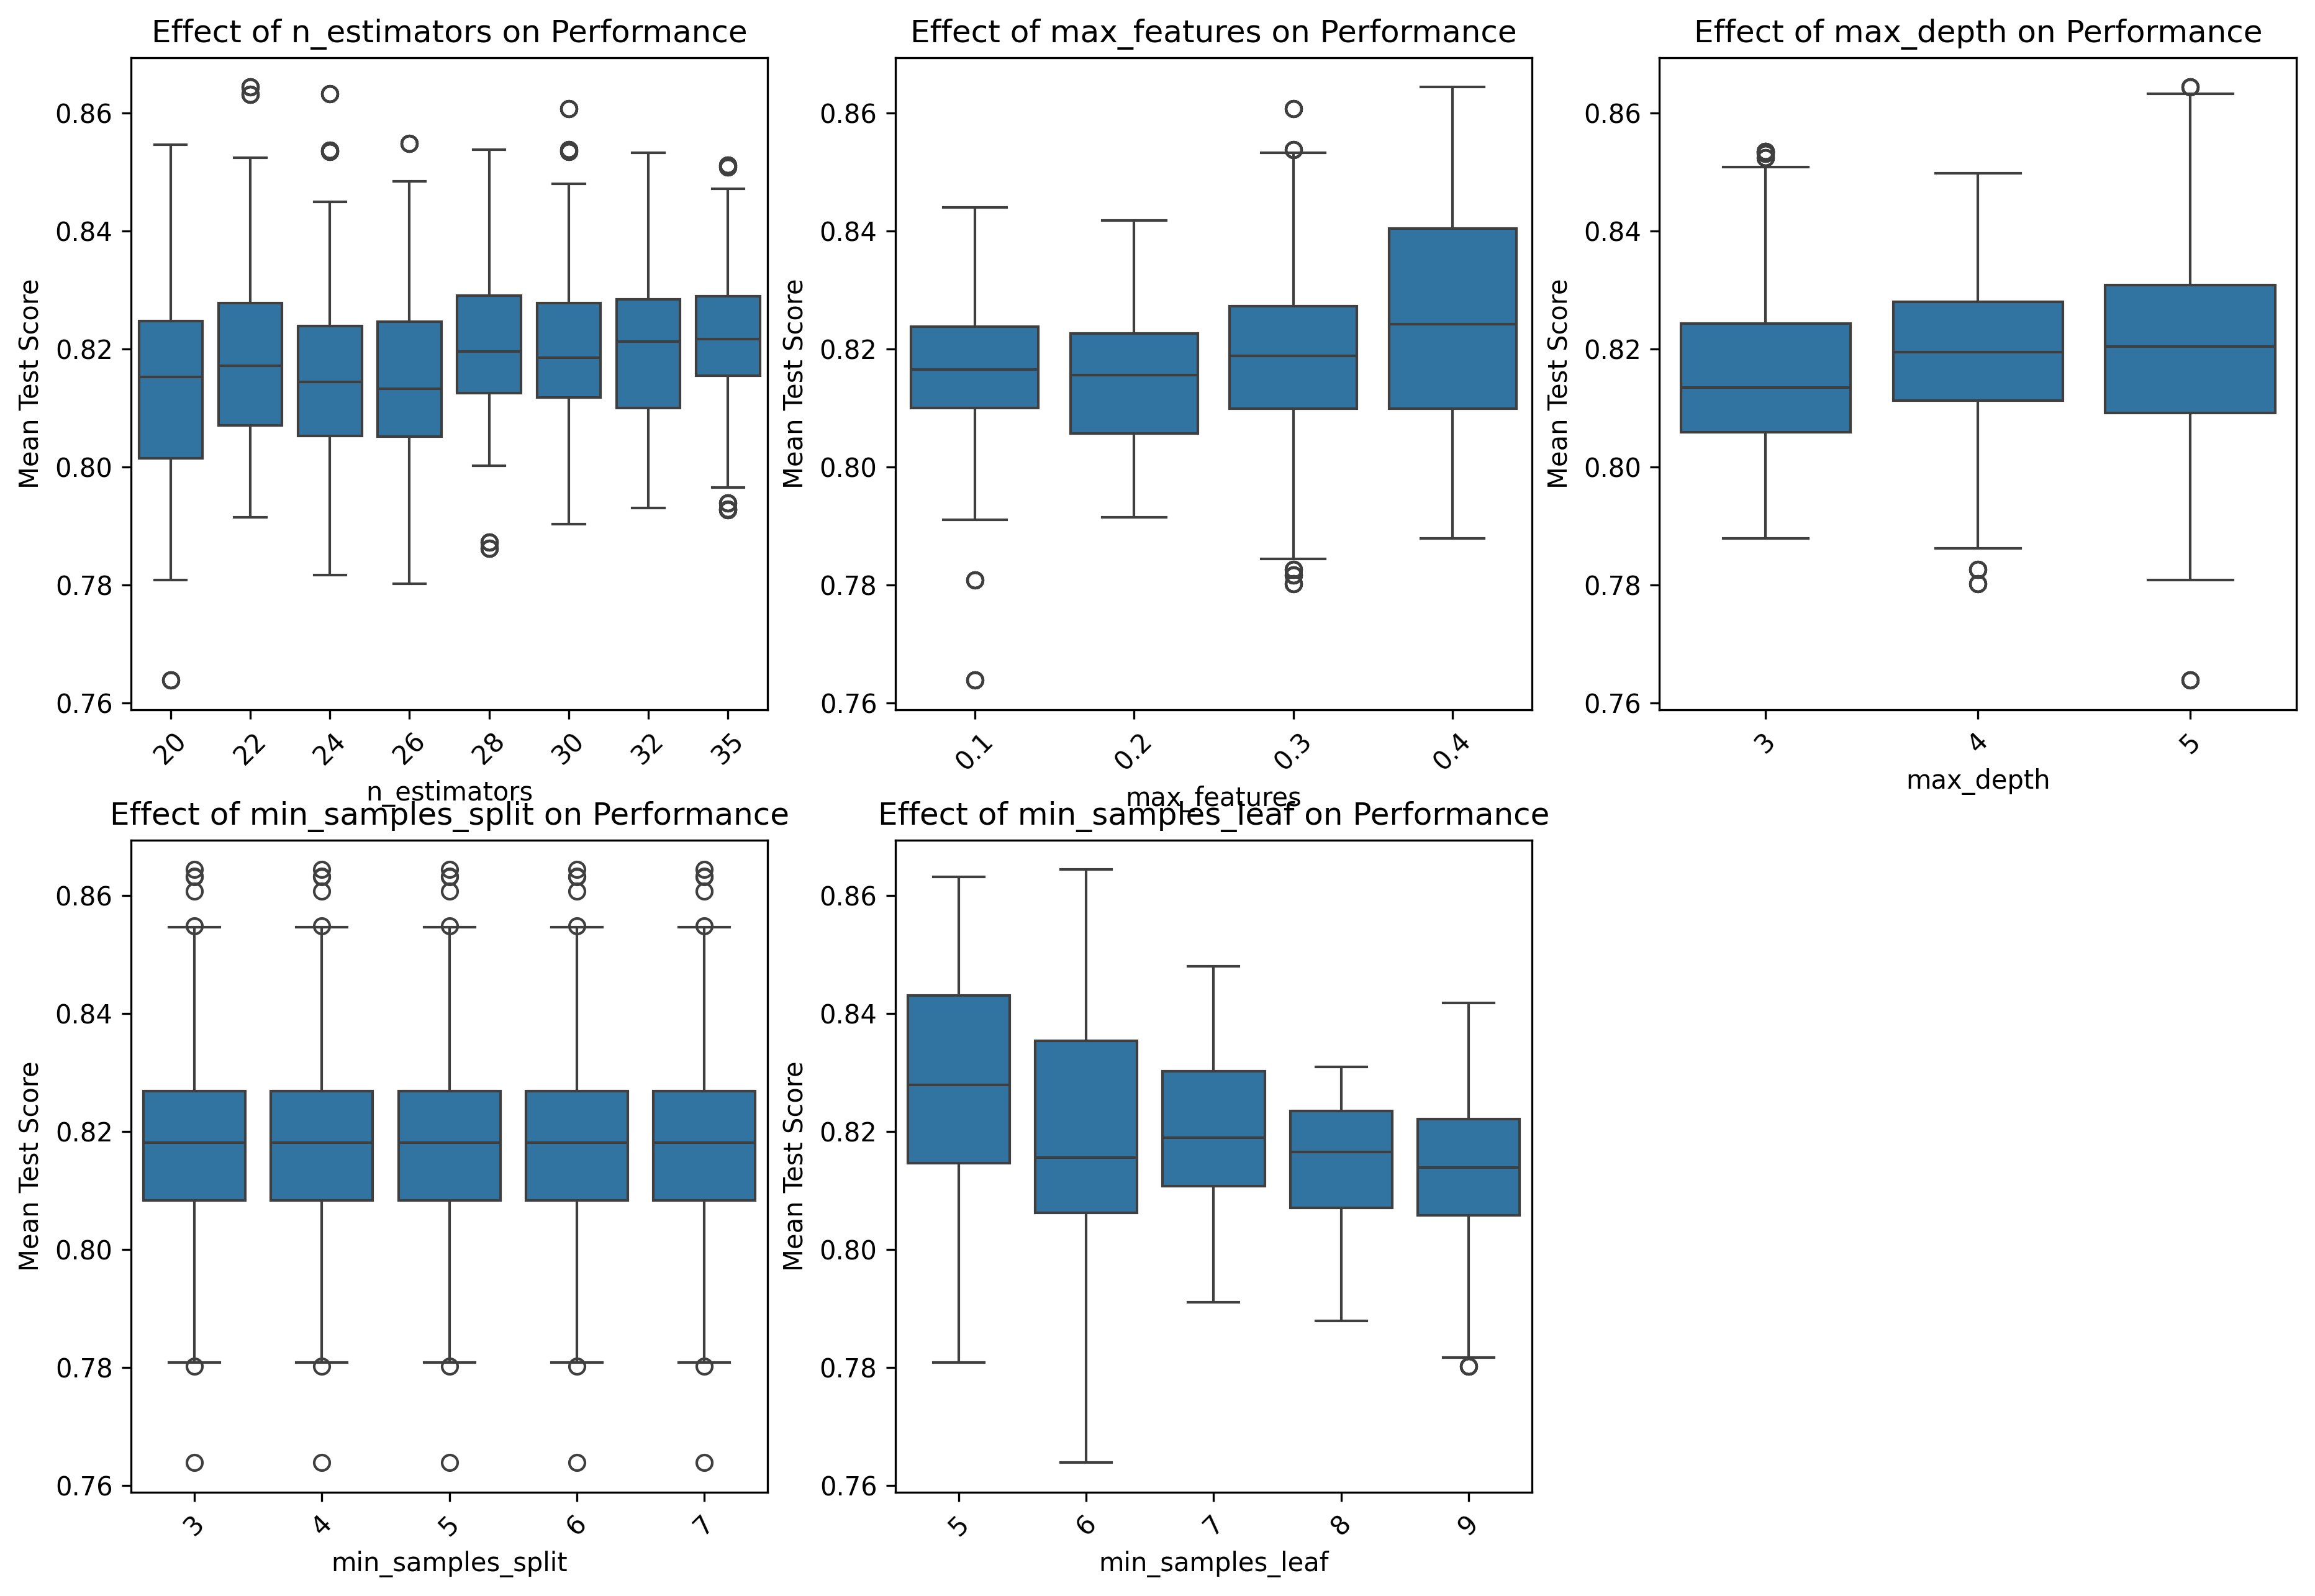 Effect of n_estimators on Performance
Mean Test Score
0.86
0.84
0.82
0.80
0.78
0.76
20 22 24 26 28 30 32 35
n_estimators
Effect of max_features on Performance
Mean Test Score
0.86
0.84
0.82
0.80
0.78
0.76
0.1 0.2 0.3 0.4
max_features
Effect of max_depth on Performance
Mean Test Score
0.86
0.84
0.82
0.80
0.78
0.76
3 4 5
max_depth
Effect of min_samples_split on Performance
Mean Test Score
0.86
0.84
0.82
0.80
0.78
0.76
3 4 5 6 7
min_samples_split
Effect of min_samples_leaf on Performance
Mean Test Score
0.86
0.84
0.82
0.80
0.78
0.76
5 6 7 8 9
min_samples_leaf